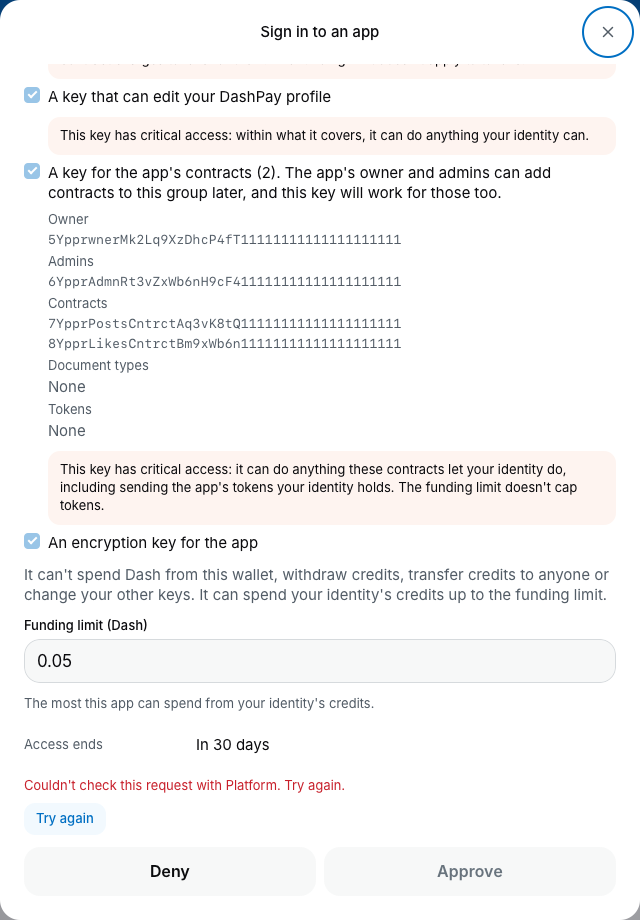 Sign in to an app
A key that can edit your DashPay profile
This key has critical access: within what it covers, it can do anything your identity can.
A key for the app's contracts (2). The app's owner and admins can add
contracts to this group later, and this key will work for those too.
Owner
5YpprwnerMk2Lq9XzDhcP4fT11111111111111111111
Admins
6YpprAdmnRt3vZxWb6nH9cF411111111111111111111
Contracts
7YpprPostsCntrctAq3vK8tQ11111111111111111111
8YpprLikesCntrctBm9xWb6n11111111111111111111
Document types
None
Tokens
None
This key has critical access: it can do anything these contracts let your identity do,
including sending the app's tokens your identity holds. The funding limit doesn't cap
tokens.
An encryption key for the app
It can't spend Dash from this wallet, withdraw credits, transfer credits to anyone or
change your other keys. It can spend your identity's credits up to the funding limit.
Funding limit (Dash)
0.05
The most this app can spend from your identity's credits.
Access ends In 30 days
Couldn't check this request with Platform. Try again.
Try again
Deny Approve